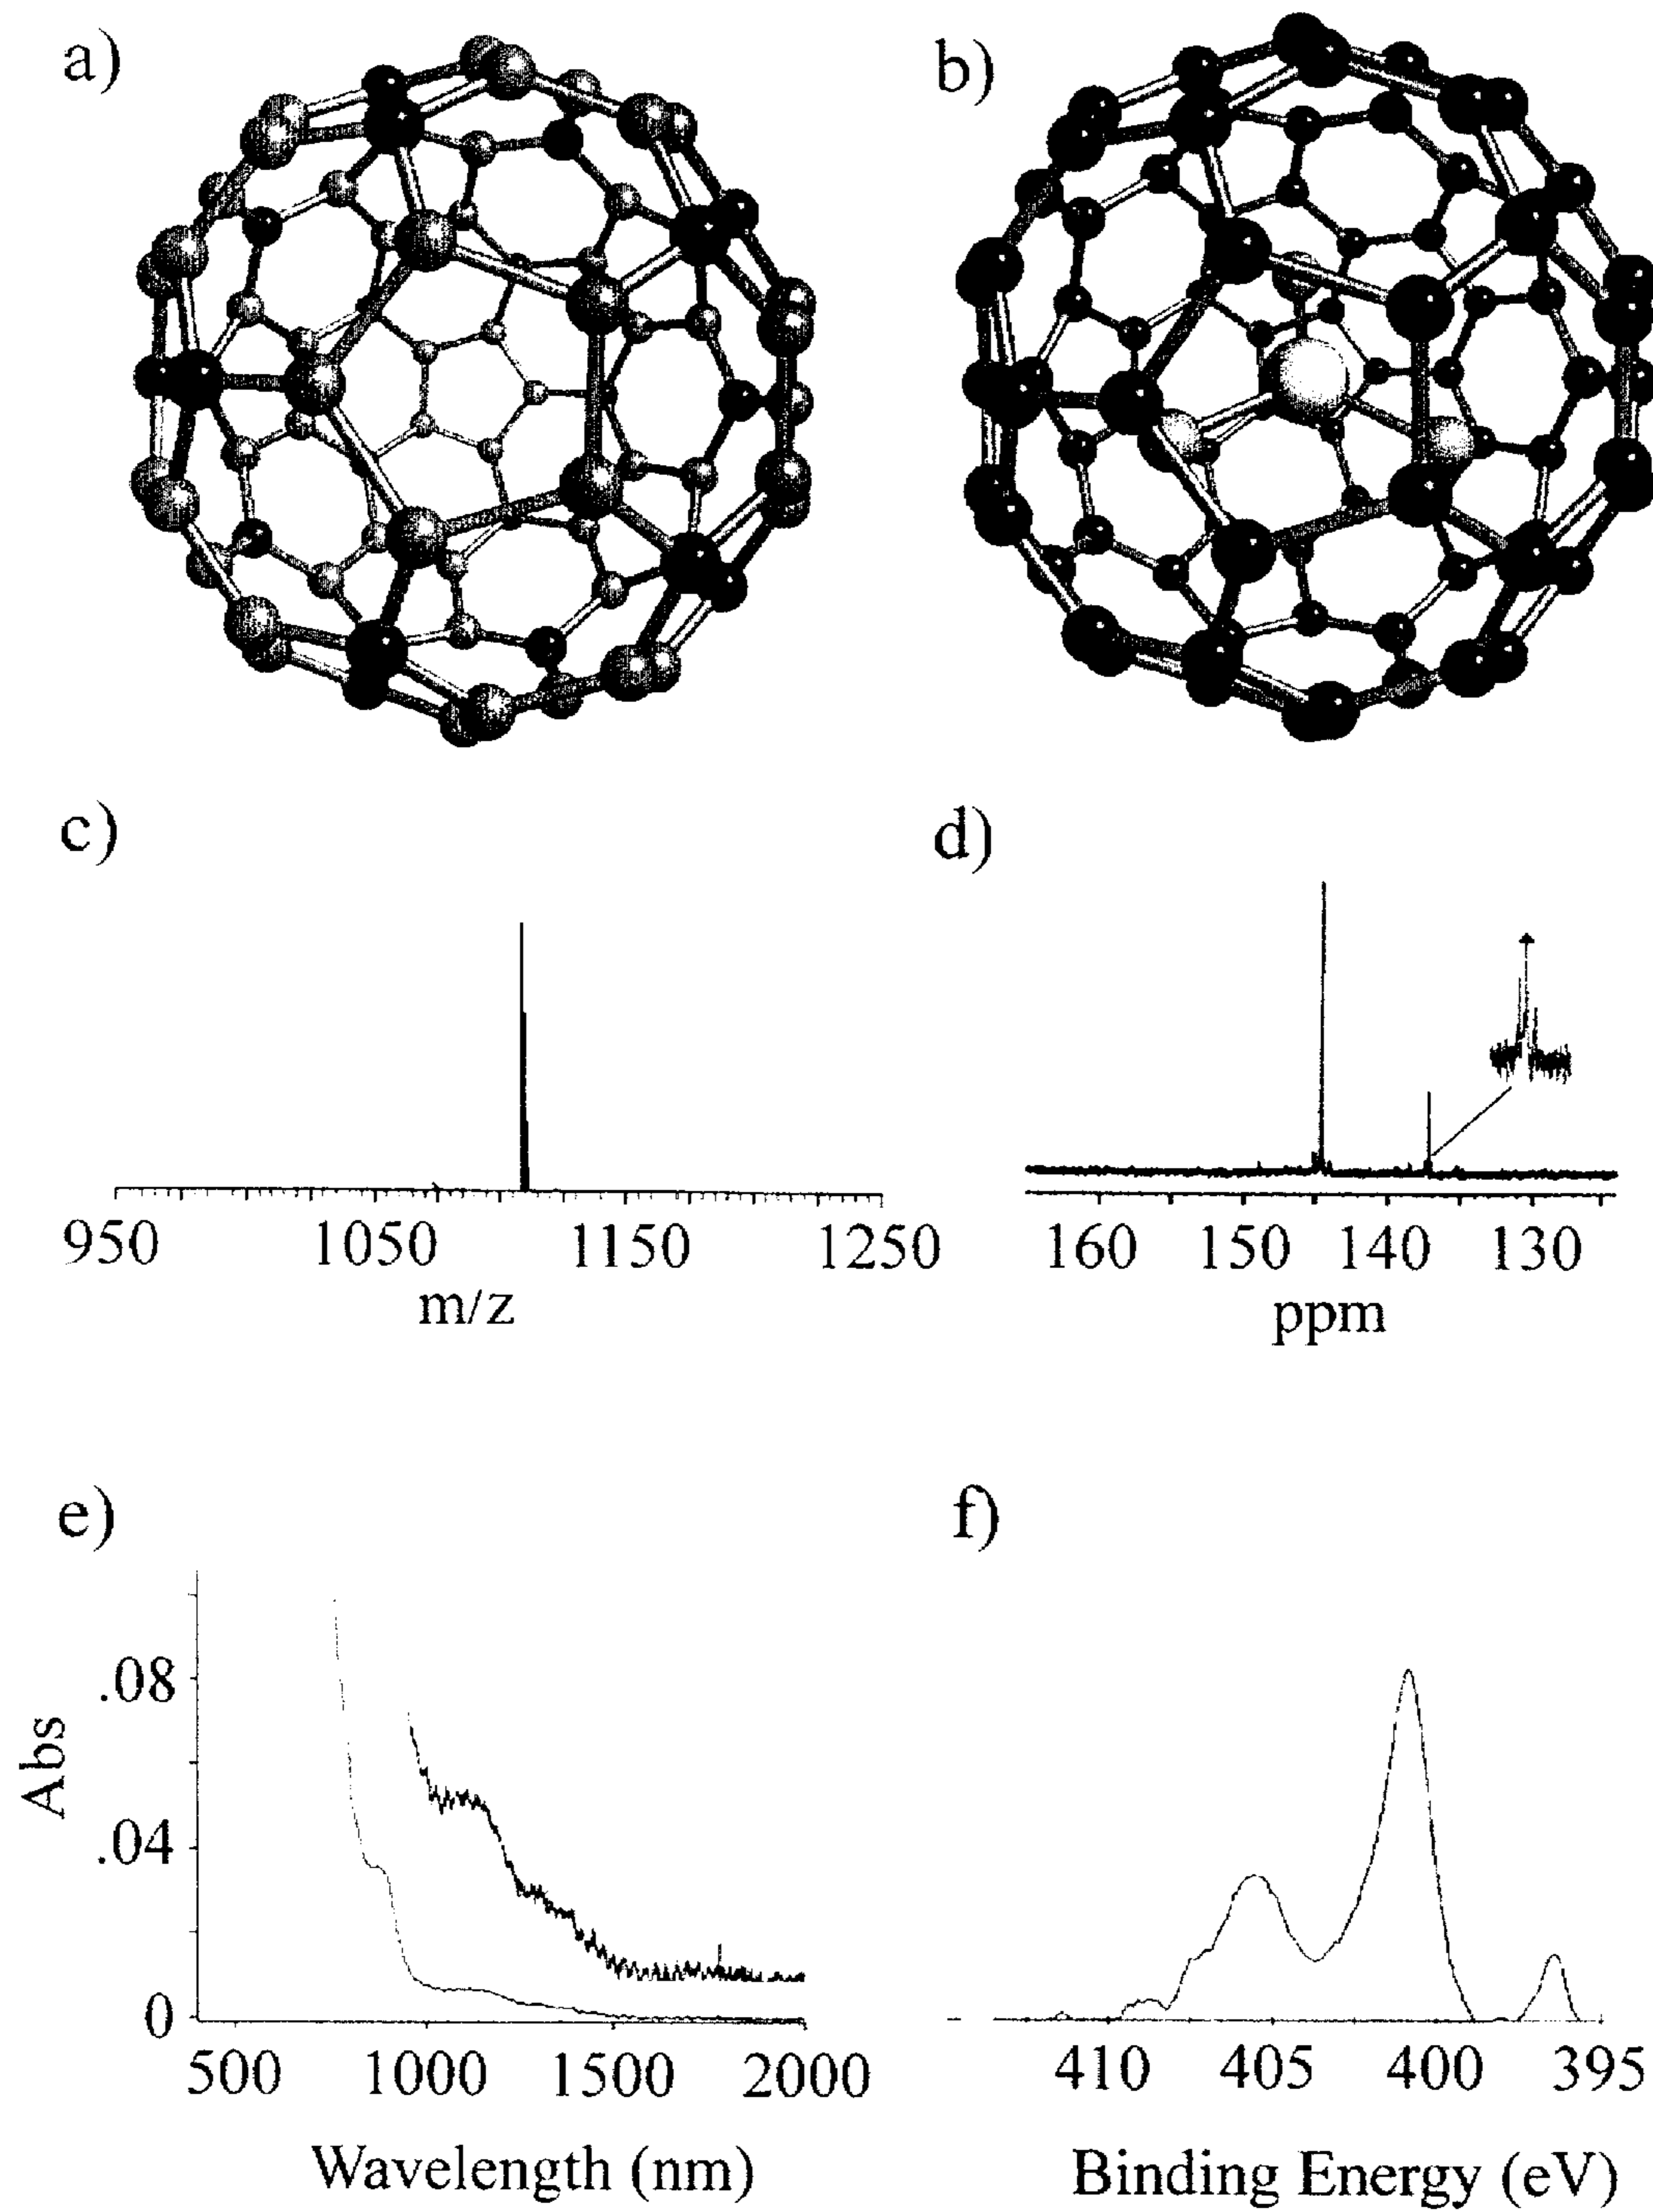 a) b)
c) d)
950 1050 1150 1250
m/z
160 150 140 130
ppm
e) f)
Abs
.08
.04
0
500 1000 1500 2000
Wavelength (nm)
410 405 400 395
Binding Energy (eV)